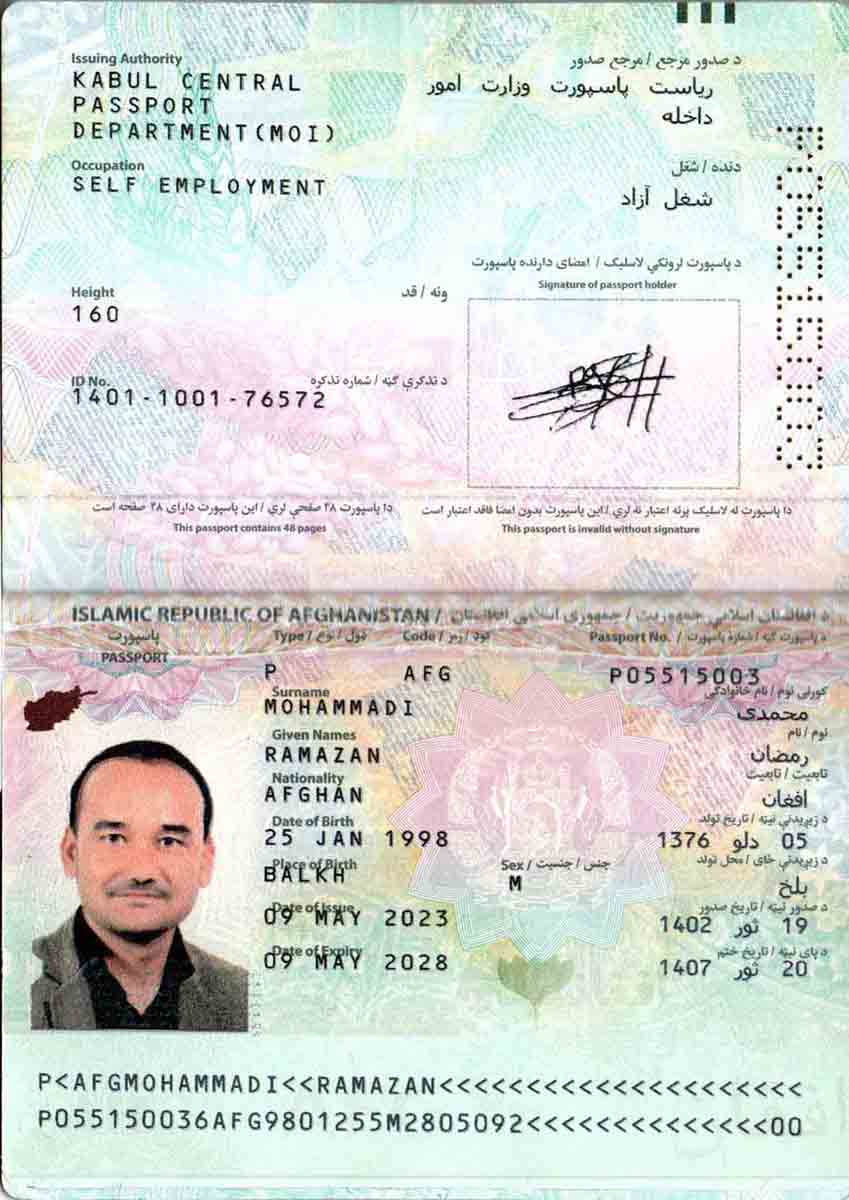 Issuing Authority
د صدور مرجع / مرجع صدور
KABUL CENTRAL
PASSPORT
DEPARTMENT(MOI)
ریاست پاسپورت وزارت امور
داخله
Occupation
دنده / شغل
SELF EMPLOYMENT
شغل آزاد
P05515003
د پاسپورت لرونکي لاسلیک / امضای دارنده پاسپورت
Signature of passport holder
Height
ونه / قد
160
ID No.
د تذکرې ګڼه / شماره تذکره
1401-1001-76572
دا پاسپورت ۴۸ صفحې لري / این پاسپورت دارای ۴۸ صفحه است
This passport contains 48 pages
دا پاسپورت له لاسلیک پرته اعتبار نه لري / این پاسپورت بدون امضا فاقد اعتبار است
This passport is invalid without signature
ISLAMIC REPUBLIC OF AFGHANISTAN / د افغانستان اسلامي جمهوریت / جمهوری اسلامی افغانستان
پاسپورت
PASSPORT
Type / ډول / نوع
Code / کود / رمز
Passport No. / د پاسپورت ګڼه / شماره پاسپورت
P AFG P05515003
Surname
کورنی نوم / نام خانوادگی
MOHAMMADI
محمدی
Given Names
نوم / نام
RAMAZAN
رمضان
Nationality
تابعیت / تابعیت
AFGHAN
افغان
Date of Birth
د زیږیدنې نیټه / تاریخ تولد
25 JAN 1998
05 دلو 1376
Place of Birth
د زیږیدنې ځای / محل تولد
BALKH
بلخ
Sex / جنس / جنسیت
M
Date of Issue
د صدور نیټه / تاریخ صدور
09 MAY 2023
19 ثور 1402
Date of Expiry
د پای نیټه / تاریخ ختم
09 MAY 2028
20 ثور 1407
P<AFGMOHAMMADI<<RAMAZAN<<<<<<<<<<<<<<<<<<<<<
P055150036AFG9801255M2805092<<<<<<<<<<<<<<00